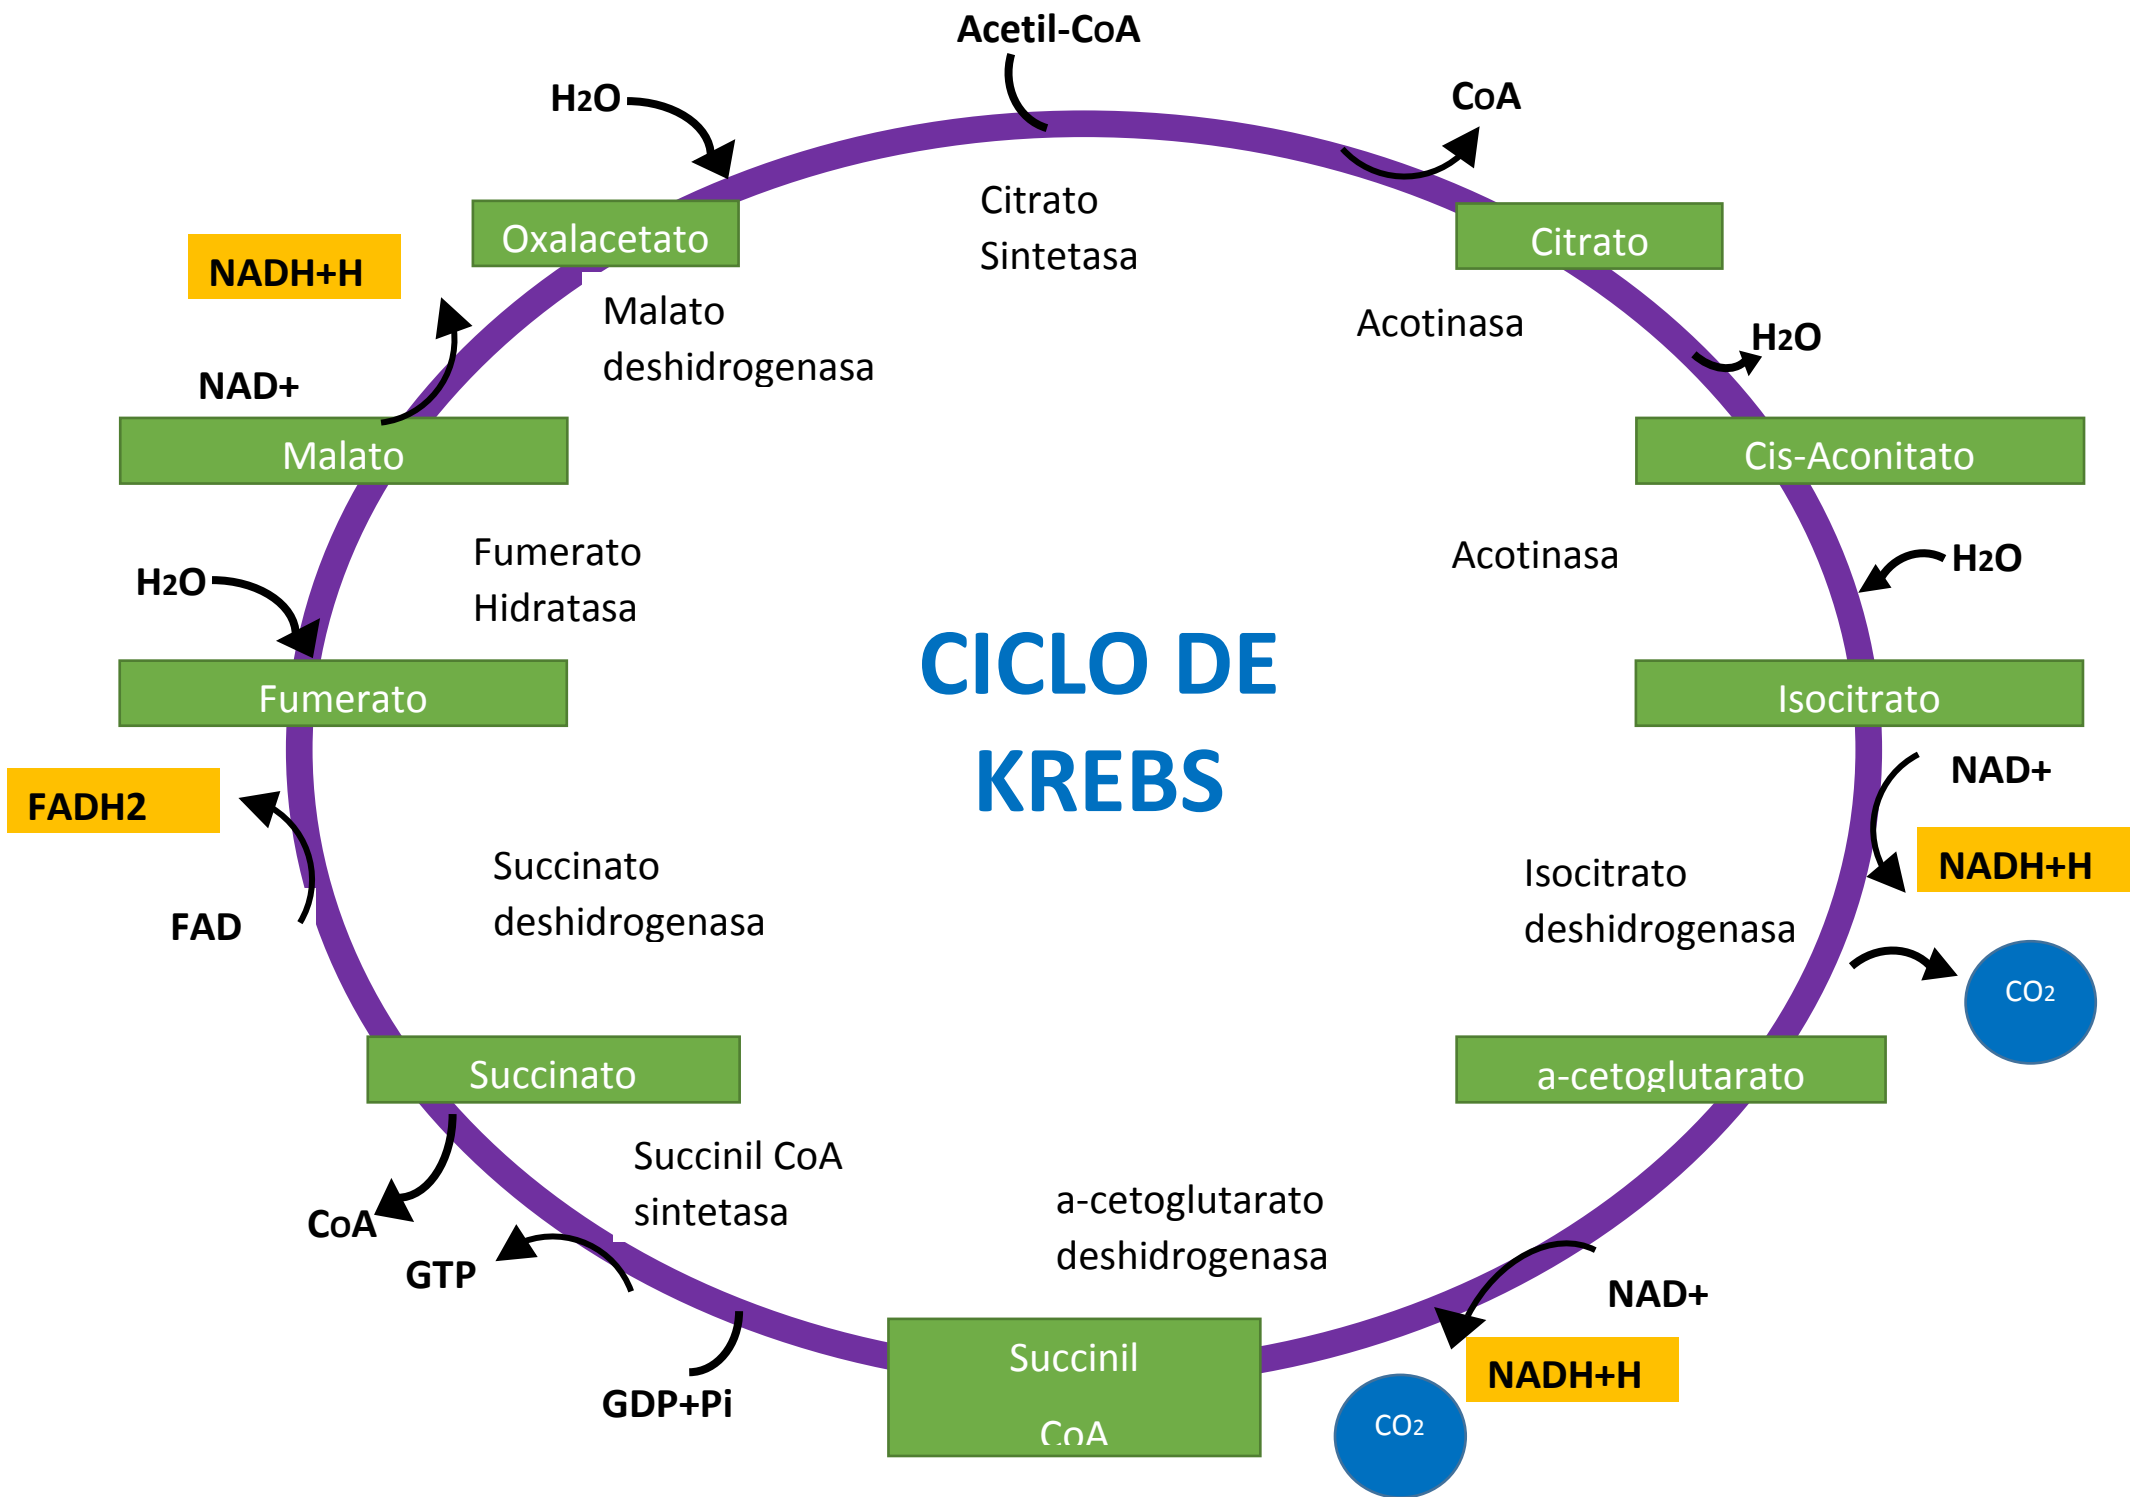 Acetil-CoA
H2O
CoA
Oxalacetato
Citrato
Sintetasa
Citrato
NADH+H
Malato
deshidrogenasa
Acotinasa
H2O
NAD+
Malato
Cis-Aconitato
Fumerato
Hidratasa
Acotinasa
H2O
H2O
CICLO DE
KREBS
Fumerato
Isocitrato
NAD+
FADH2
NADH+H
Succinato
deshidrogenasa
Isocitrato
deshidrogenasa
FAD
CO2
Succinato
a-cetoglutarato
Succinil CoA
sintetasa
a-cetoglutarato
deshidrogenasa
CoA
GTP
NAD+
GDP+Pi
Succinil
CoA
NADH+H
CO2